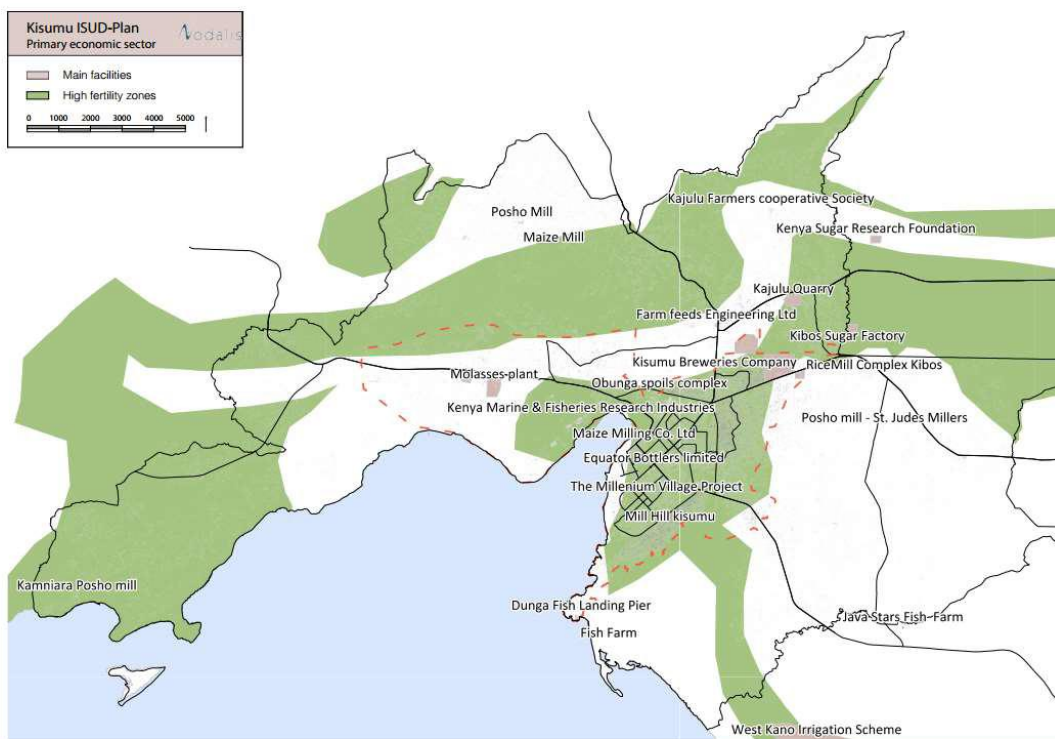 Kisumu ISUD-Plan
Primary economic sector
Nodalis
Main facilities
High fertility zones
0 1000 2000 3000 4000 5000
Kajulu Farmers cooperative Society
Posho Mill
Kenya Sugar Research Foundation
Maize Mill
Kajulu Quarry
Farm feeds Engineering Ltd
Kibos Sugar Factory
Kisumu Breweries Company
RiceMill Complex Kibos
Molasses-plant
Obunga spoils complex
Kenya Marine & Fisheries Research Industries
Posho mill - St. Judes Millers
Maize Milling Co. Ltd
Equator Bottlers limited
The Millenium Village Project
Mill Hill kisumu
Kamniara Posho mill
Dunga Fish Landing Pier
Java Stars Fish-Farm
Fish Farm
West Kano Irrigation Scheme